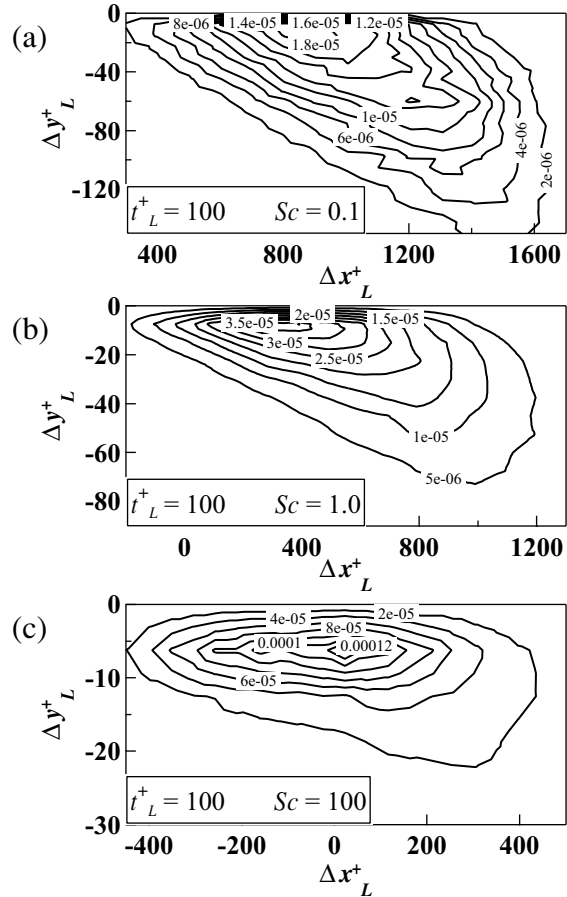 (a)
0
-40
-80
-120
Δy⁺L
8e-06 1.4e-05 1.6e-05 1.2e-05
1.8e-05
1e-05
6e-06
4e-06
2e-06
t⁺L = 100 Sc = 0.1
400 800 1200 1600
Δx⁺L
(b)
0
-20
-40
-60
-80
Δy⁺L
2e-05 1.5e-05
3.5e-05
3e-05
2.5e-05
1e-05
5e-06
t⁺L = 100 Sc = 1.0
0 400 800 1200
Δx⁺L
(c)
0
-10
-20
-30
Δy⁺L
4e-05 2e-05
8e-05
0.0001 0.00012
6e-05
t⁺L = 100 Sc = 100
-400 -200 0 200 400
Δx⁺L